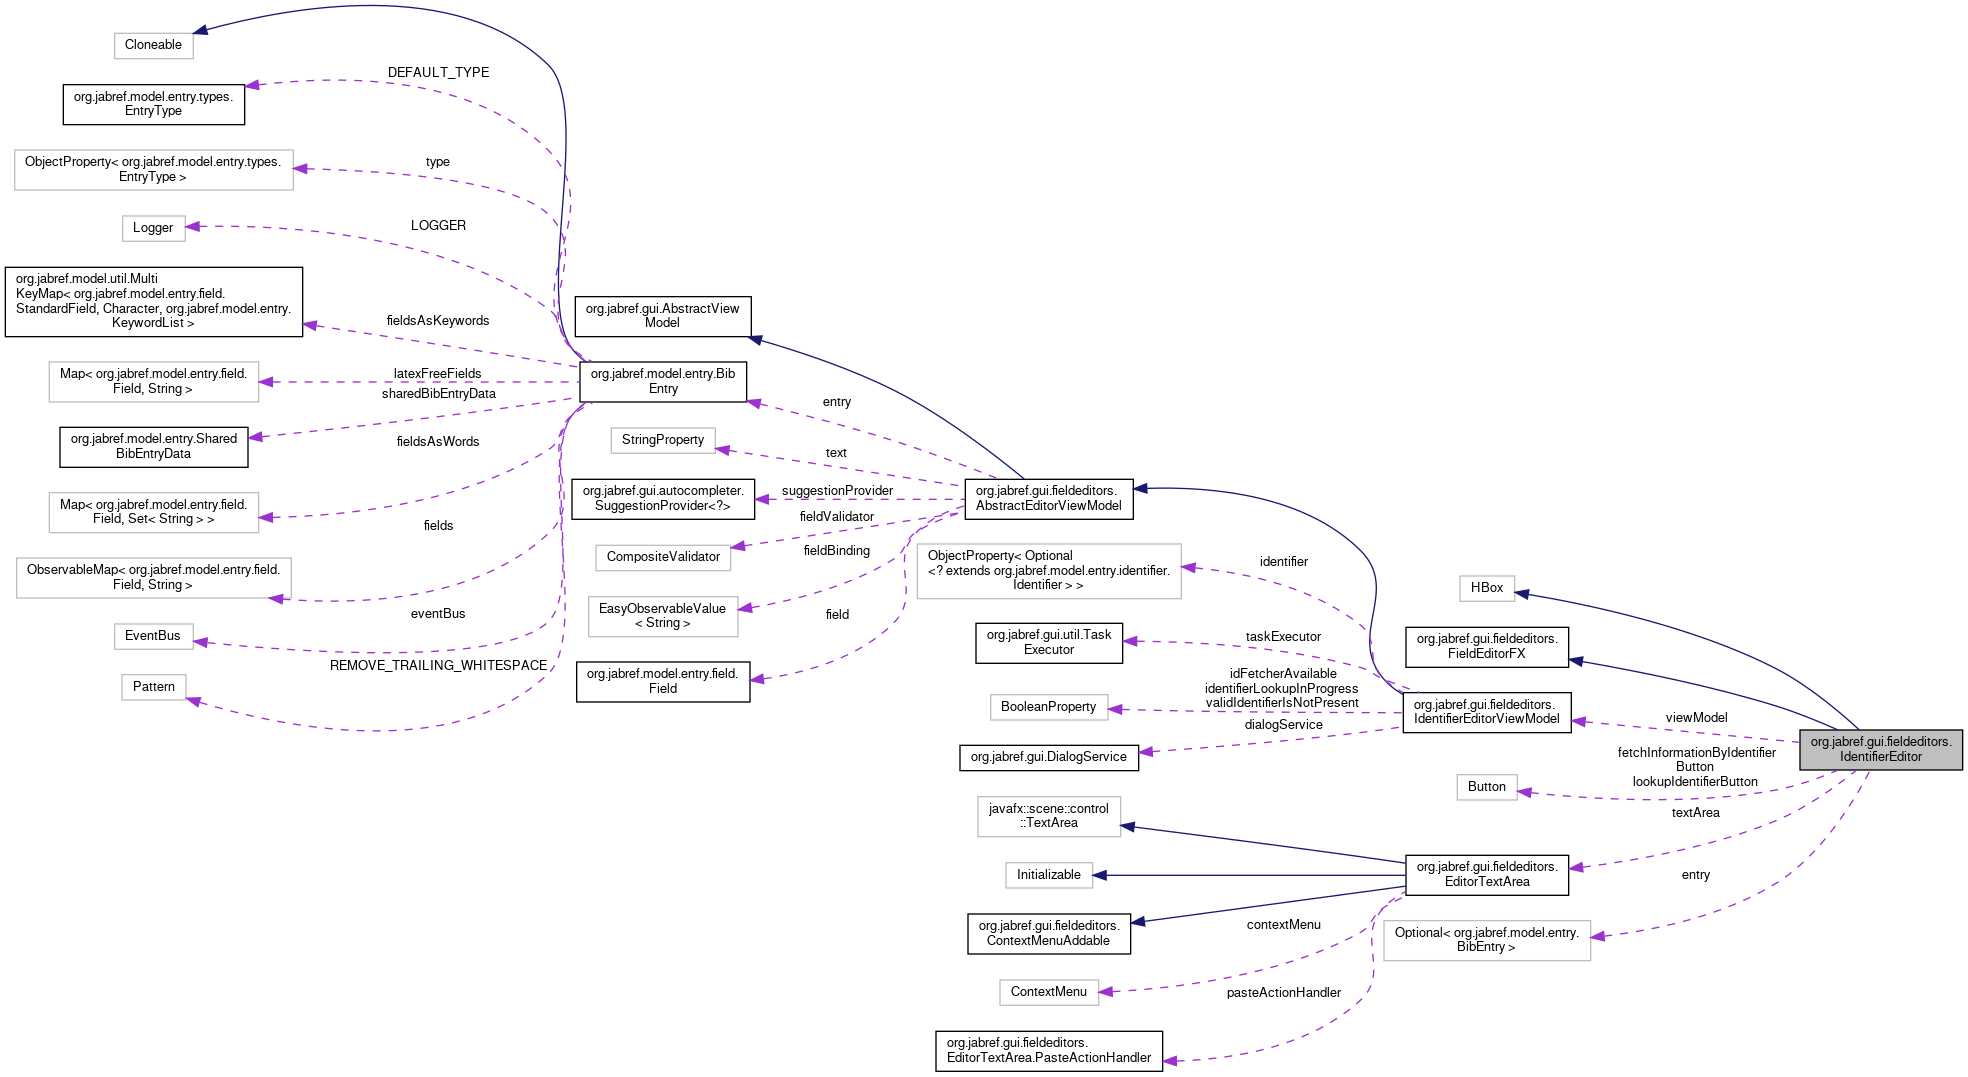 Cloneable
org.jabref.model.entry.types.
EntryType
ObjectProperty< org.jabref.model.entry.types.
EntryType >
Logger
org.jabref.model.util.Multi
KeyMap< org.jabref.model.entry.field.
StandardField, Character, org.jabref.model.entry.
KeywordList >
Map< org.jabref.model.entry.field.
Field, String >
org.jabref.model.entry.Shared
BibEntryData
Map< org.jabref.model.entry.field.
Field, Set< String > >
ObservableMap< org.jabref.model.entry.field.
Field, String >
EventBus
Pattern
DEFAULT_TYPE
type
LOGGER
fieldsAsKeywords
latexFreeFields
sharedBibEntryData
fieldsAsWords
fields
eventBus
REMOVE_TRAILING_WHITESPACE
org.jabref.gui.AbstractView
Model
org.jabref.model.entry.Bib
Entry
StringProperty
org.jabref.gui.autocompleter.
SuggestionProvider<?>
CompositeValidator
EasyObservableValue
< String >
org.jabref.model.entry.field.
Field
entry
text
suggestionProvider
fieldValidator
fieldBinding
field
org.jabref.gui.fieldeditors.
AbstractEditorViewModel
ObjectProperty< Optional
<? extends org.jabref.model.entry.identifier.
Identifier > >
org.jabref.gui.util.Task
Executor
BooleanProperty
org.jabref.gui.DialogService
javafx::scene::control
::TextArea
Initializable
org.jabref.gui.fieldeditors.
ContextMenuAddable
ContextMenu
org.jabref.gui.fieldeditors.
EditorTextArea.PasteActionHandler
identifier
taskExecutor
idFetcherAvailable
identifierLookupInProgress
validIdentifierIsNotPresent
dialogService
contextMenu
pasteActionHandler
HBox
org.jabref.gui.fieldeditors.
FieldEditorFX
org.jabref.gui.fieldeditors.
IdentifierEditorViewModel
Button
org.jabref.gui.fieldeditors.
EditorTextArea
Optional< org.jabref.model.entry.
BibEntry >
viewModel
fetchInformationByIdentifier
Button
lookupIdentifierButton
textArea
entry
org.jabref.gui.fieldeditors.
IdentifierEditor